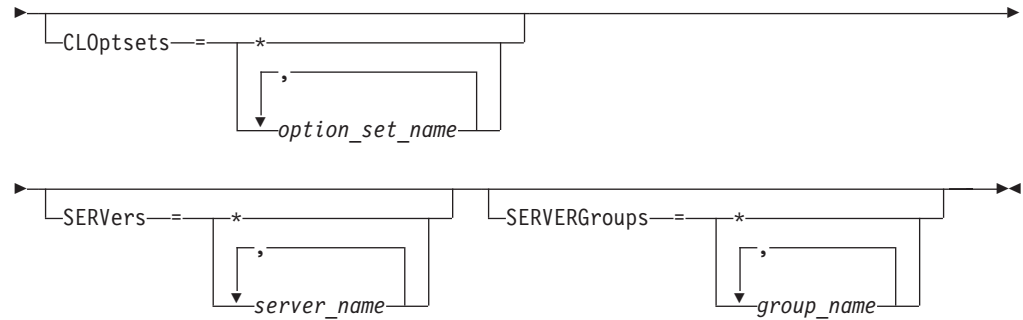 CLOptsets = *
,
option_set_name
SERVers = * SERVERGroups = *
, ,
server_name group_name